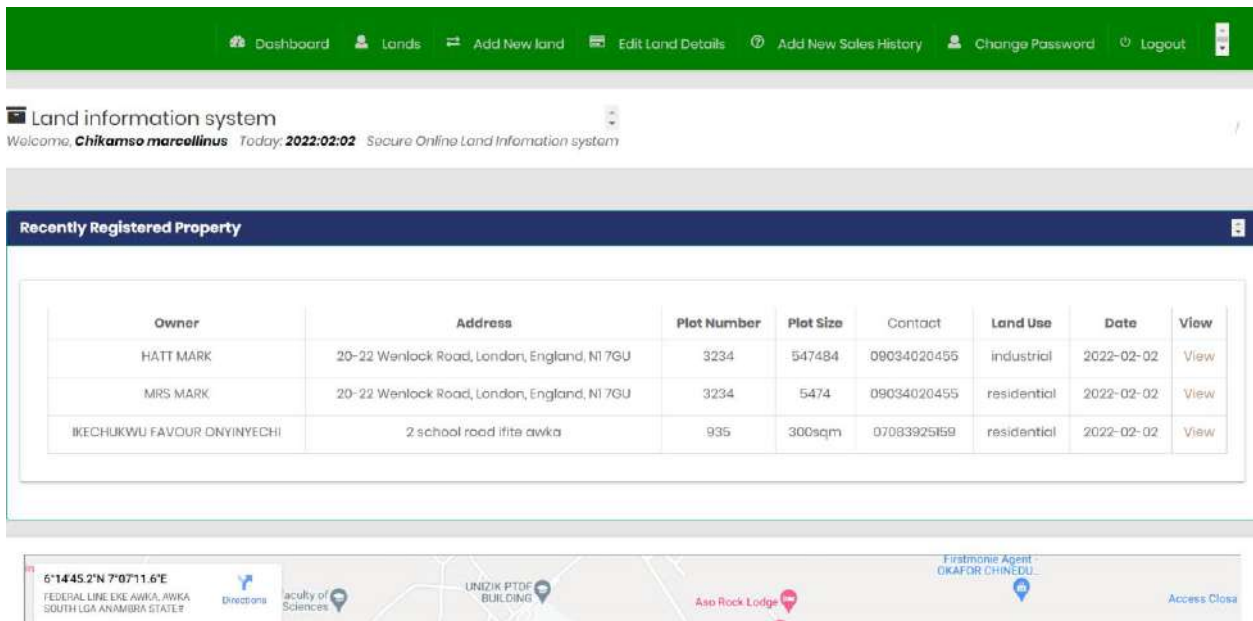 Dashboard Lands Add New land Edit Land Details Add New Sales History Change Password Logout
Land information system
Welcome, Chikamso marcellinus Today: 2022:02:02 Secure Online Land Infomation system
/
Recently Registered Property
Owner Address Plot Number Plot Size Contact Land Use Date View
HATT MARK 20-22 Wenlock Road, London, England, N1 7GU 3234 547484 09034020455 industrial 2022-02-02 View
MRS MARK 20-22 Wenlock Road, London, England, N1 7GU 3234 5474 09034020455 residential 2022-02-02 View
IKECHUKWU FAVOUR ONYINYECHI 2 school road ifite awka 935 300sqm 07083925159 residential 2022-02-02 View
6°14'45.2"N 7°07'11.6"E
FEDERAL LINE EKE AWKA, AWKA
SOUTH LGA ANAMBRA STATE#
Directions
aculty of
Sciences
UNIZIK PTDF
BUILDING
Aso Rock Lodge
Firstmonie Agent -
OKAFOR CHINEDU...
Access Closa